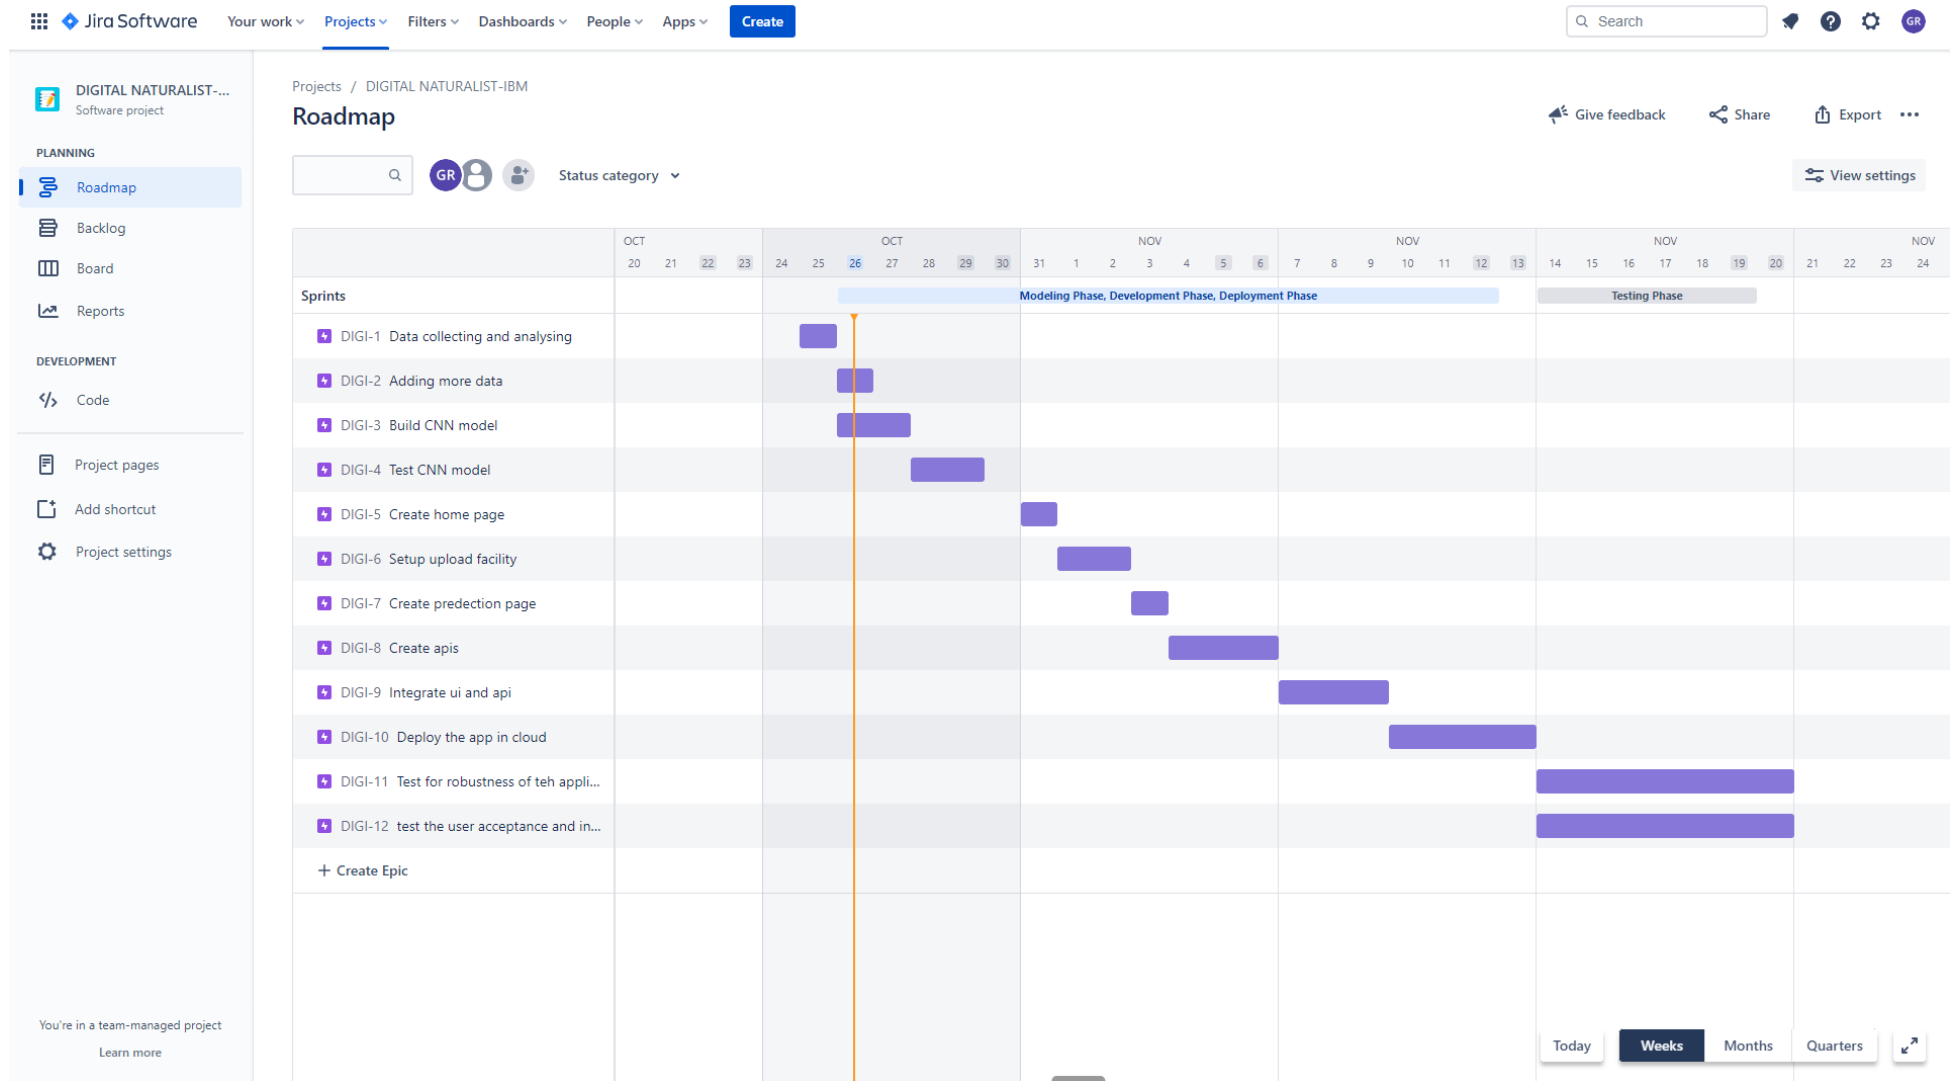 Jira Software Your work Projects Filters Dashboards People Apps Create Search GR
DIGITAL NATURALIST-...
Software project
PLANNING
Roadmap
Backlog
Board
Reports
DEVELOPMENT
Code
Project pages
Add shortcut
Project settings
You're in a team-managed project
Learn more
Projects / DIGITAL NATURALIST-IBM
Roadmap
Give feedback Share Export
GR Status category View settings
OCT OCT NOV NOV NOV NOV
20 21 22 23 24 25 26 27 28 29 30 31 1 2 3 4 5 6 7 8 9 10 11 12 13 14 15 16 17 18 19 20 21 22 23 24
Sprints Modeling Phase, Development Phase, Deployment Phase Testing Phase
DIGI-1 Data collecting and analysing
DIGI-2 Adding more data
DIGI-3 Build CNN model
DIGI-4 Test CNN model
DIGI-5 Create home page
DIGI-6 Setup upload facility
DIGI-7 Create predection page
DIGI-8 Create apis
DIGI-9 Integrate ui and api
DIGI-10 Deploy the app in cloud
DIGI-11 Test for robustness of teh appli...
DIGI-12 test the user acceptance and in...
+ Create Epic
Today Weeks Months Quarters